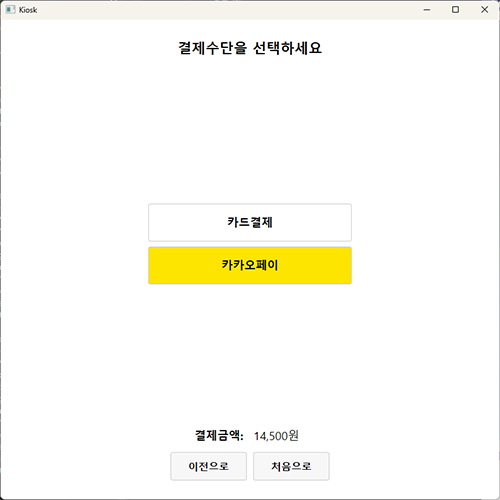 Kiosk
결제수단을 선택하세요
카드결제
카카오페이
결제금액: 14,500원
이전으로 처음으로